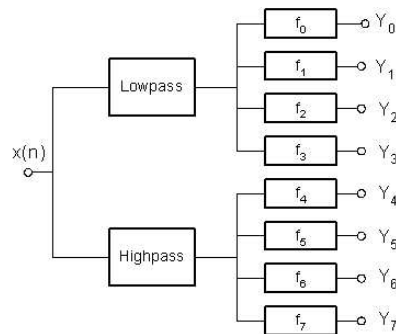 f₀ Y₀
f₁ Y₁
Lowpass
f₂ Y₂
f₃ Y₃
x(n)
f₄ Y₄
f₅ Y₅
Highpass
f₆ Y₆
f₇ Y₇